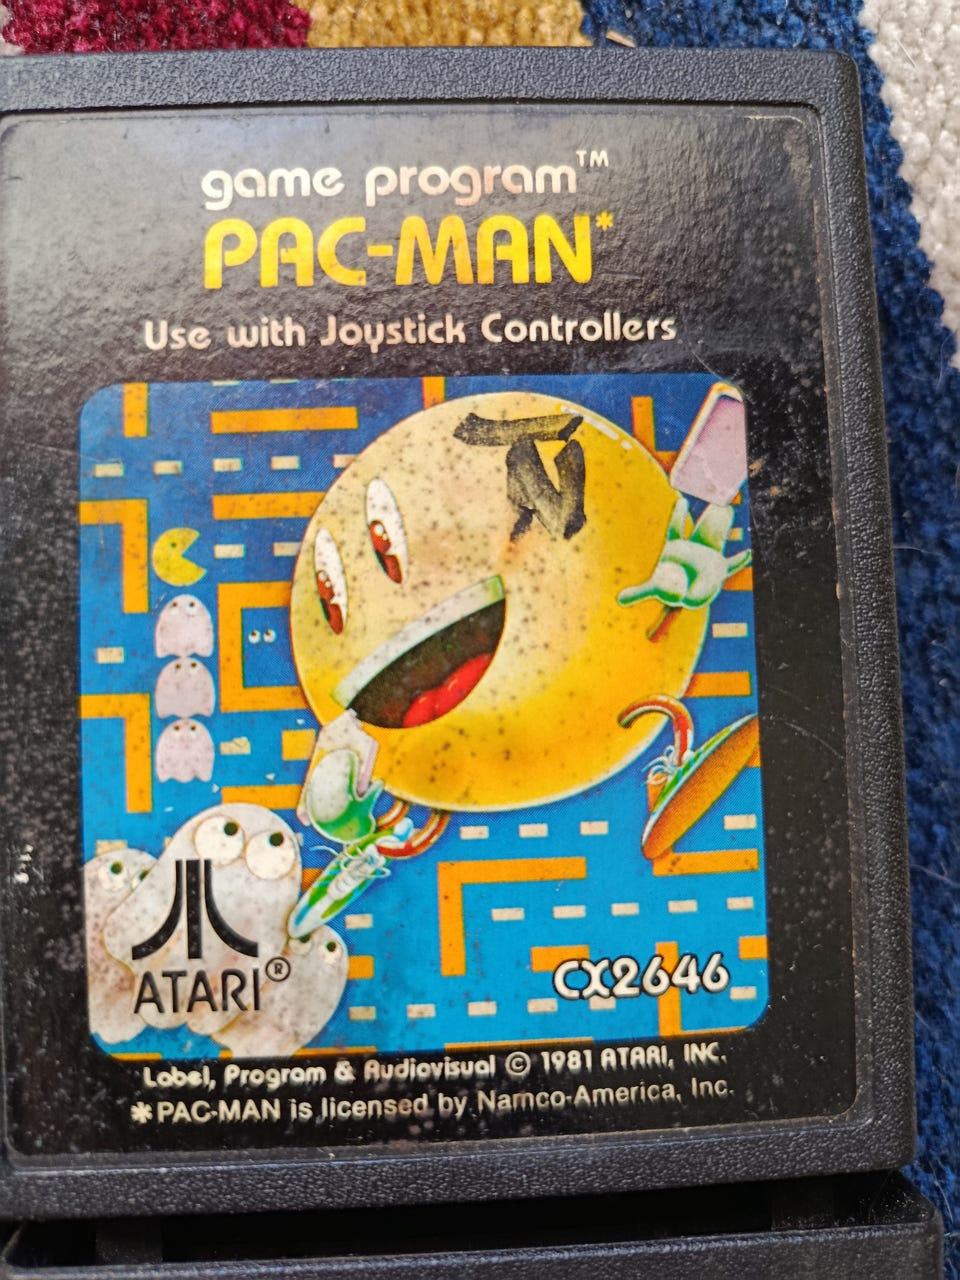 game program™
PAC-MAN*
Use with Joystick Controllers
ATARI®
CX2646
Label, Program & Audiovisual © 1981 ATARI, INC.
*PAC-MAN is licensed by Namco-America, Inc.